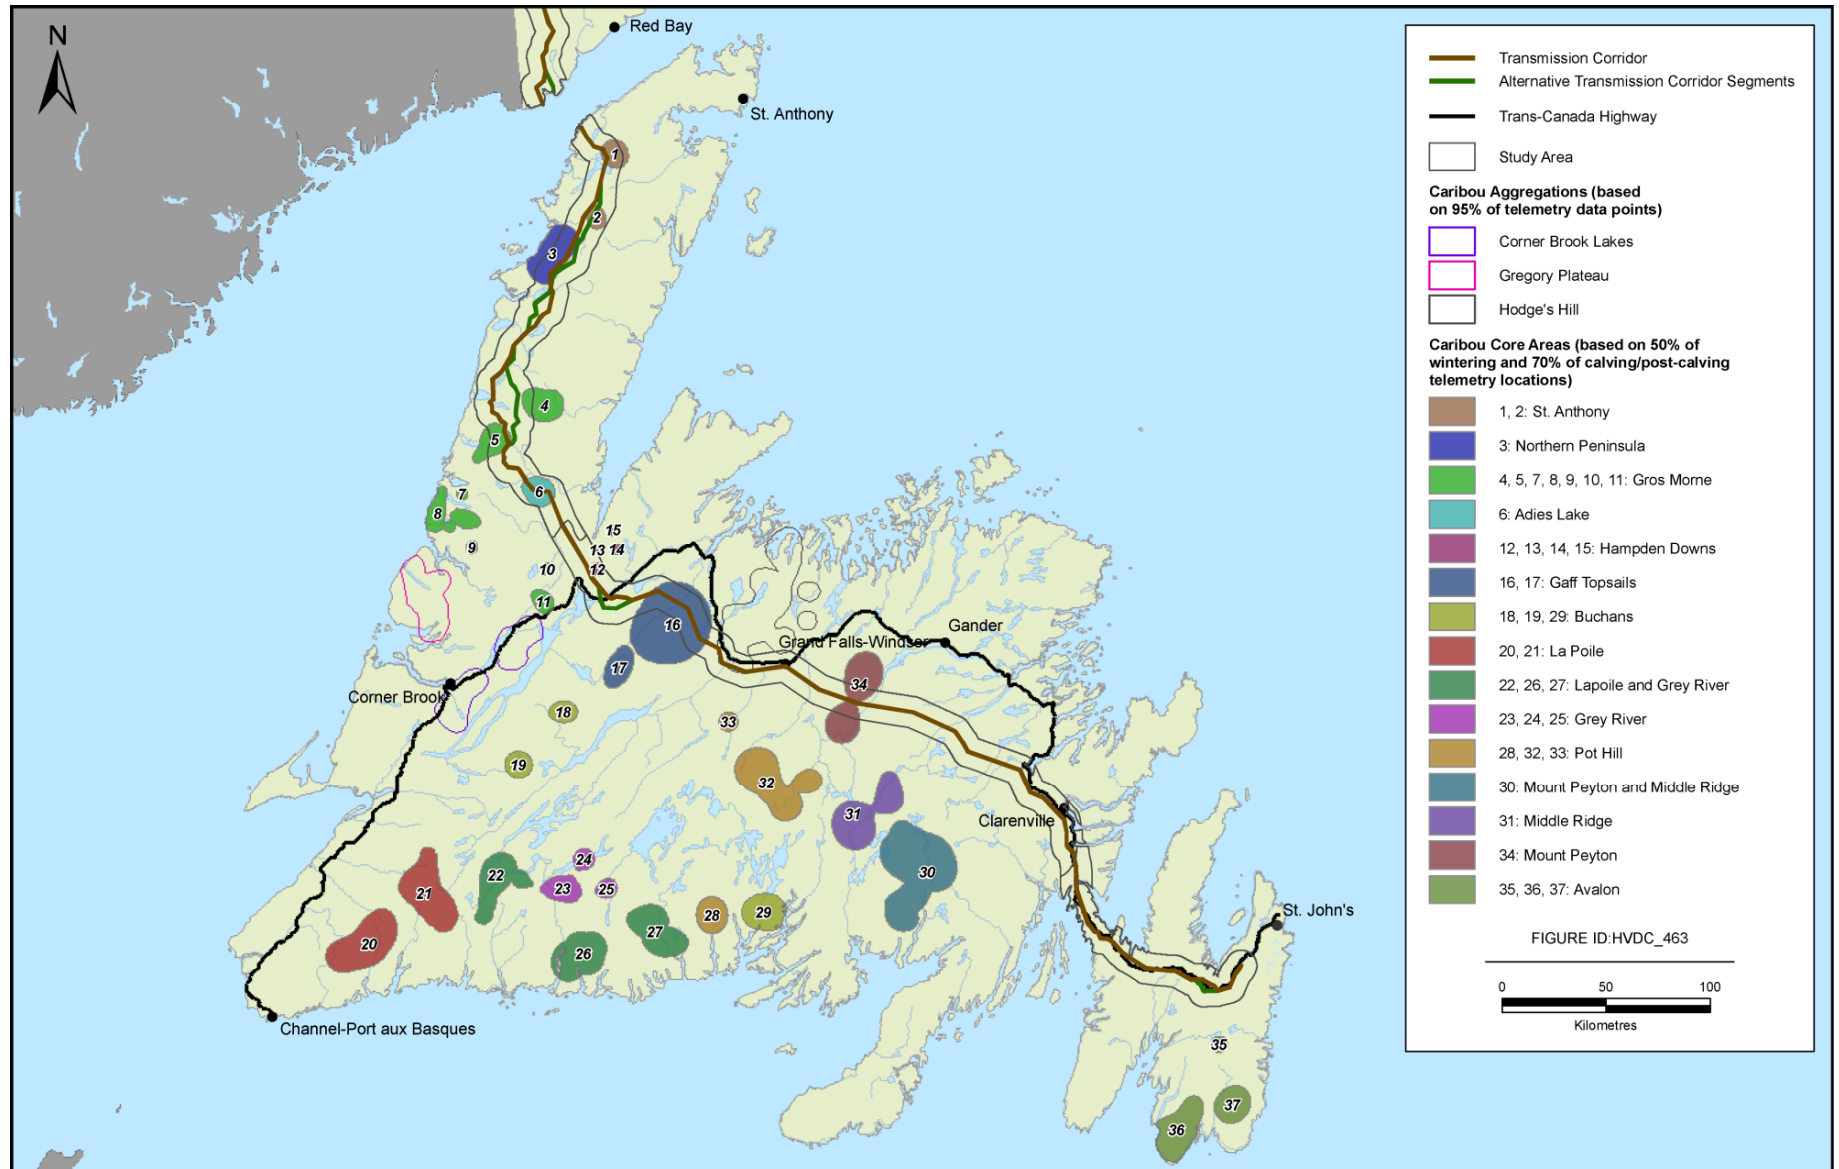 N
Red Bay
St. Anthony
1
2
3
4
5
6
7
8
9
15
13 14
12
10
11
16
17
Gander
Grand Falls-Windsor
34
Corner Brook
18
33
19
32
31
Clarenville
30
24
22
23
25
21
28
29
27
20
26
St. John's
Channel-Port aux Basques
35
37
36
Transmission Corridor
Alternative Transmission Corridor Segments
Trans-Canada Highway
Study Area
Caribou Aggregations (based
on 95% of telemetry data points)
Corner Brook Lakes
Gregory Plateau
Hodge's Hill
Caribou Core Areas (based on 50% of
wintering and 70% of calving/post-calving
telemetry locations)
1, 2: St. Anthony
3: Northern Peninsula
4, 5, 7, 8, 9, 10, 11: Gros Morne
6: Adies Lake
12, 13, 14, 15: Hampden Downs
16, 17: Gaff Topsails
18, 19, 29: Buchans
20, 21: La Poile
22, 26, 27: Lapoile and Grey River
23, 24, 25: Grey River
28, 32, 33: Pot Hill
30: Mount Peyton and Middle Ridge
31: Middle Ridge
34: Mount Peyton
35, 36, 37: Avalon
FIGURE ID:HVDC_463
0 50 100
Kilometres